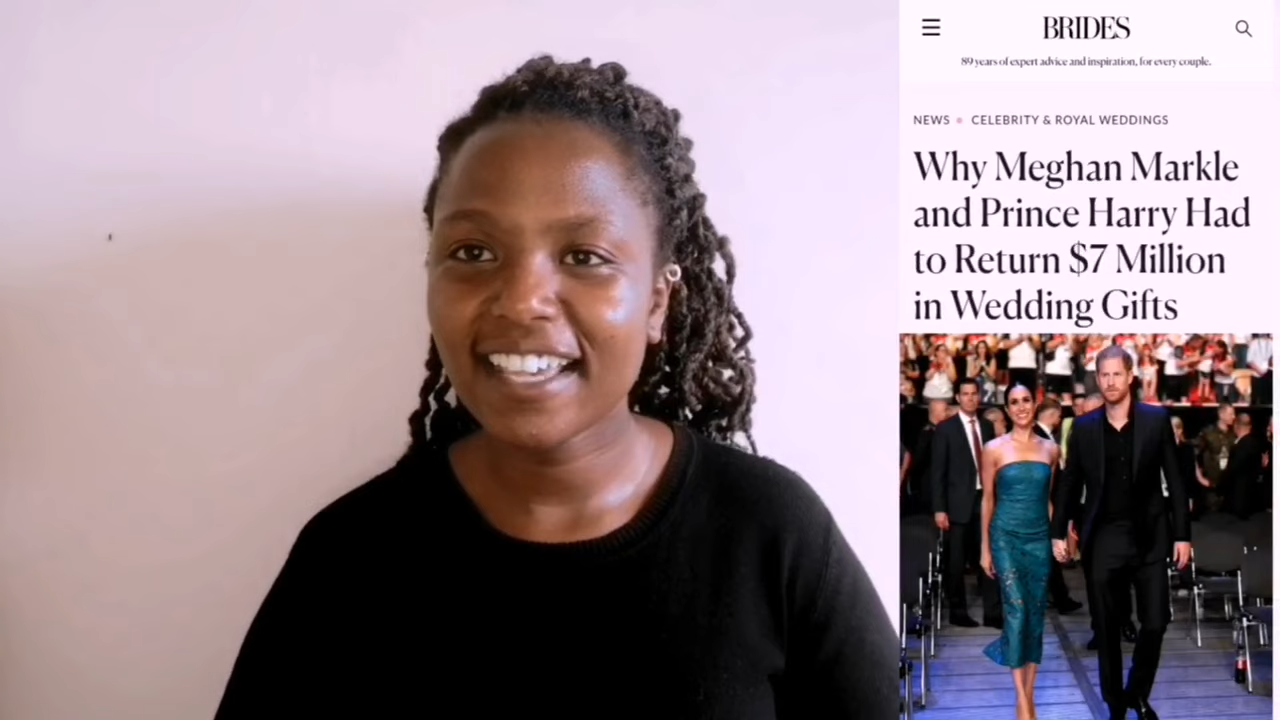 BRIDES
89 years of expert advice and inspiration, for every couple.
NEWS • CELEBRITY & ROYAL WEDDINGS
Why Meghan Markle
and Prince Harry Had
to Return $7 Million
in Wedding Gifts